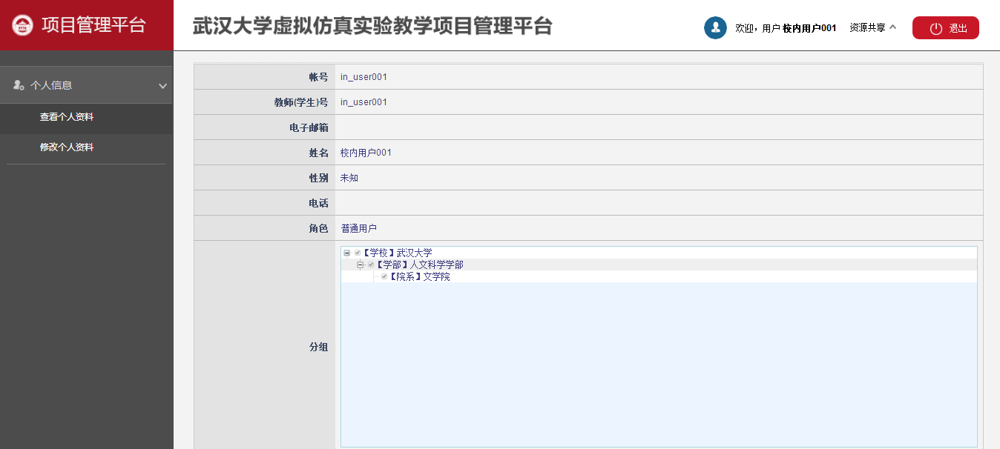 项目管理平台
武汉大学虚拟仿真实验教学项目管理平台
欢迎，用户 校内用户001 资源共享 退出
个人信息
查看个人资料
修改个人资料
帐号 in_user001
教师(学生)号 in_user001
电子邮箱
姓名 校内用户001
性别 未知
电话
角色 普通用户
分组
【学校】武汉大学
【学部】人文科学学部
【院系】文学院